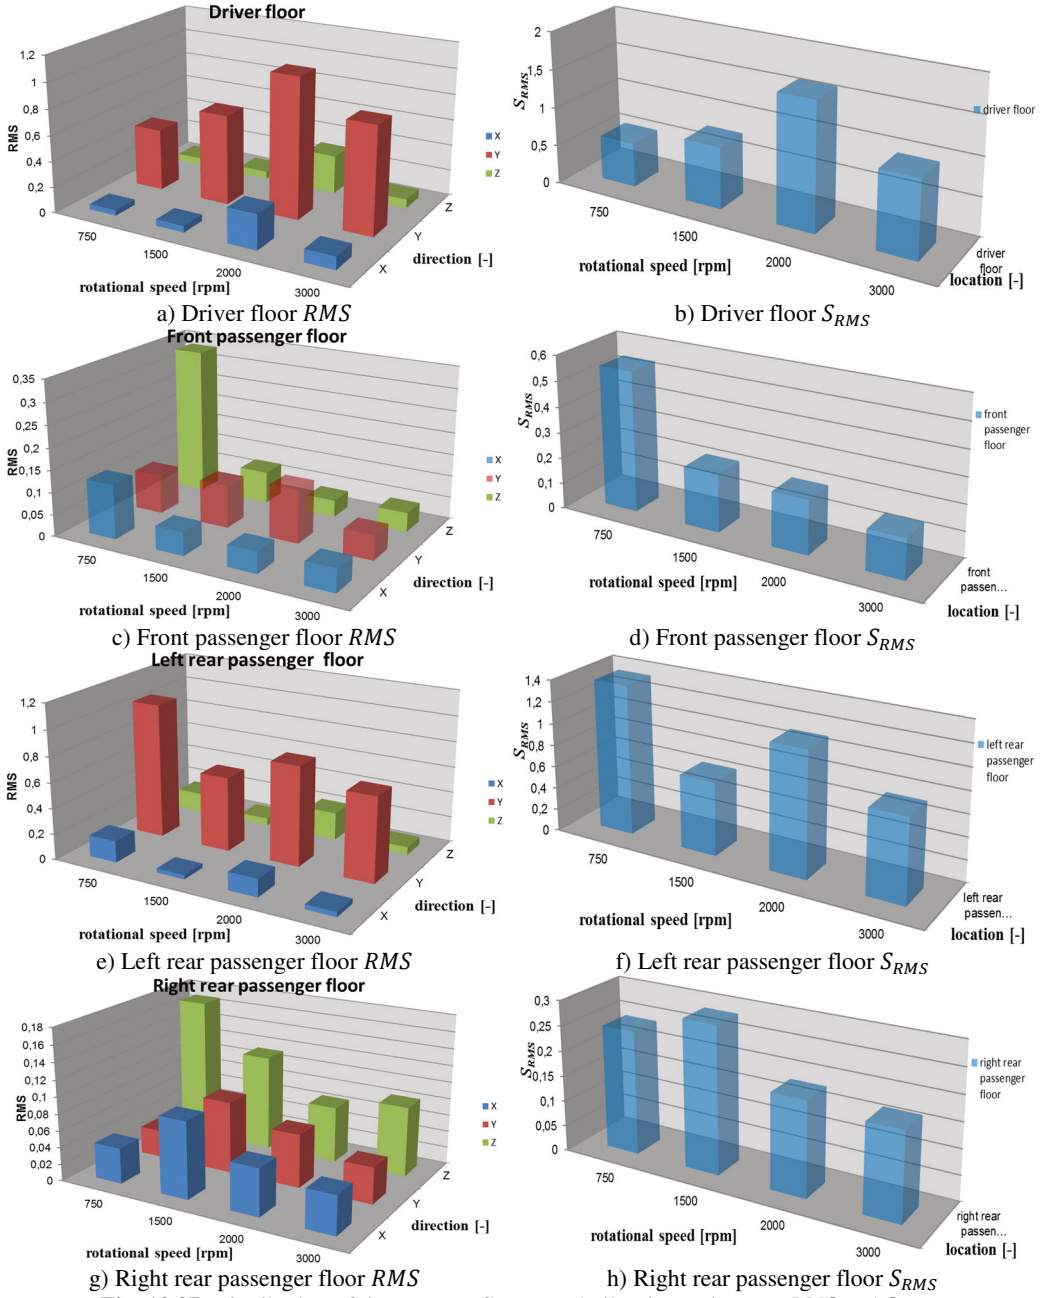 Driver floor
1,2
1
0,8
0,6
0,4
0,2
0
RMS
750
1500
2000
3000
rotational speed [rpm]
X
Y
Z
direction [-]
X
Y
Z
a) Driver floor RMS
2
1,5
1
0,5
0
S_RMS
750
1500
2000
3000
rotational speed [rpm]
driver floor
driver
floor
location [-]
b) Driver floor S_RMS
Front passenger floor
0,35
0,3
0,25
0,2
0,15
0,1
0,05
0
RMS
750
1500
2000
3000
rotational speed [rpm]
X
Y
Z
direction [-]
X
Y
Z
c) Front passenger floor RMS
0,6
0,5
0,4
0,3
0,2
0,1
0
S_RMS
750
1500
2000
3000
rotational speed [rpm]
front
passenger
floor
front
passen...
location [-]
d) Front passenger floor S_RMS
Left rear passenger floor
1,2
1
0,8
0,6
0,4
0,2
0
RMS
750
1500
2000
3000
rotational speed [rpm]
X
Y
Z
direction [-]
X
Y
Z
e) Left rear passenger floor RMS
1,4
1,2
1
0,8
0,6
0,4
0,2
0
S_RMS
750
1500
2000
3000
rotational speed [rpm]
left rear
passenger
floor
left rear
passen...
location [-]
f) Left rear passenger floor S_RMS
Right rear passenger floor
0,18
0,16
0,14
0,12
0,1
0,08
0,06
0,04
0,02
0
RMS
750
1500
2000
3000
rotational speed [rpm]
X
Y
Z
direction [-]
X
Y
Z
g) Right rear passenger floor RMS
0,3
0,25
0,2
0,15
0,1
0,05
0
S_RMS
750
1500
2000
3000
rotational speed [rpm]
right rear
passenger
floor
right rear
passen...
location [-]
h) Right rear passenger floor S_RMS